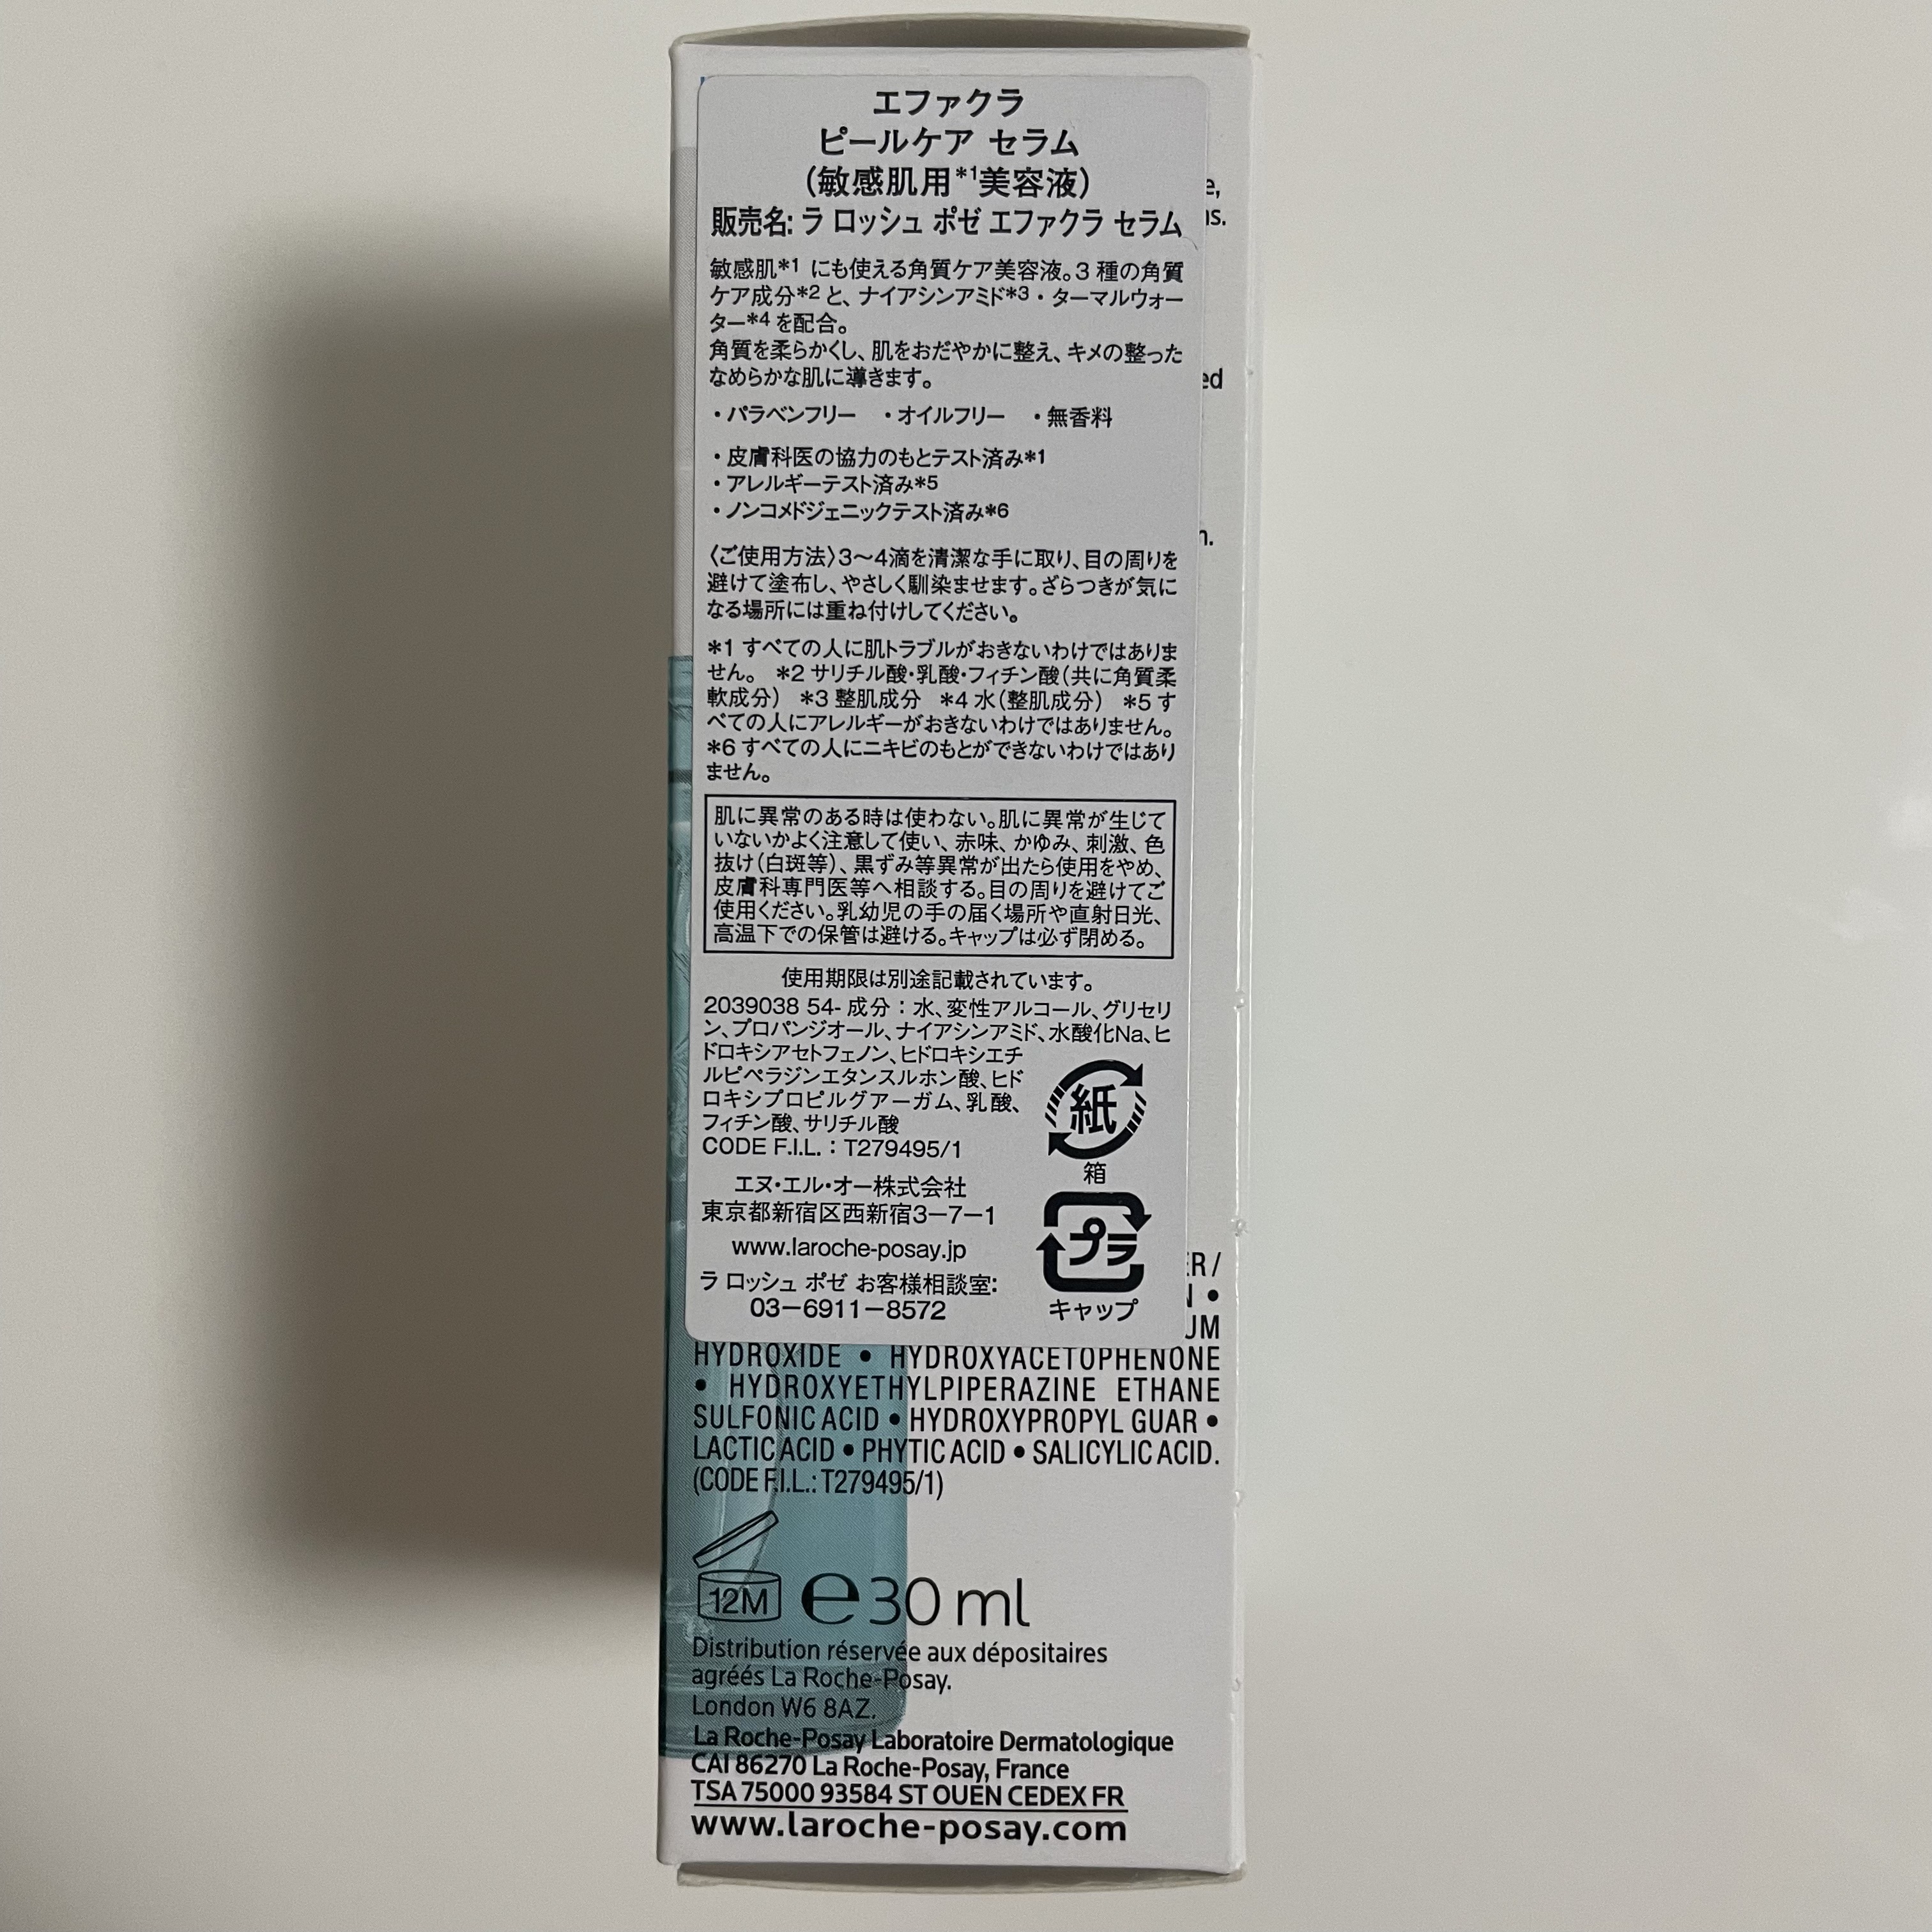 エファクラ
ピールケア セラム
(敏感肌用*1美容液)
販売名: ラ ロッシュ ポゼ エファクラ セラム
敏感肌*1 にも使える角質ケア美容液。3 種の角質
ケア成分*2 と、ナイアシンアミド*3・ターマルウォー
ター*4 を配合。
角質を柔らかくし、肌をおだやかに整え、キメの整った
なめらかな肌に導きます。
・パラベンフリー ・オイルフリー ・無香料
・皮膚科医の協力のもとテスト済み*1
・アレルギーテスト済み*5
・ノンコメドジェニックテスト済み*6
〈ご使用方法〉3〜4滴を清潔な手に取り、目の周りを
避けて塗布し、やさしく馴染ませます。ざらつきが気に
なる場所には重ね付けしてください。
*1 すべての人に肌トラブルがおきないわけではありま
せん。 *2 サリチル酸・乳酸・フィチン酸(共に角質柔
軟成分) *3 整肌成分 *4 水(整肌成分) *5 す
べての人にアレルギーがおきないわけではありません。
*6 すべての人にニキビのもとができないわけではあり
ません。
肌に異常のある時は使わない。肌に異常が生じて
いないかよく注意して使い、赤味、かゆみ、刺激、色
抜け(白斑等)、黒ずみ等異常が出たら使用をやめ、
皮膚科専門医等へ相談する。目の周りを避けてご
使用ください。乳幼児の手の届く場所や直射日光、
高温下での保管は避ける。キャップは必ず閉める。
使用期限は別途記載されています。
2039038 54- 成分：水、変性アルコール、グリセリ
ン、プロパンジオール、ナイアシンアミド、水酸化Na、ヒ
ドロキシアセトフェノン、ヒドロキシエチ
ルピペラジンエタンスルホン酸、ヒド
ロキシプロピルグアーガム、乳酸、
フィチン酸、サリチル酸
CODE F.I.L.：T279495/1
紙
箱
エヌ・エル・オー株式会社
東京都新宿区西新宿3－7－1
www.laroche-posay.jp
ラ ロッシュ ポゼ お客様相談室:
03－6911－8572
プラ
キャップ
HYDROXIDE • HYDROXYACETOPHENONE
• HYDROXYETHYLPIPERAZINE ETHANE
SULFONIC ACID • HYDROXYPROPYL GUAR •
LACTIC ACID • PHYTIC ACID • SALICYLIC ACID.
(CODE F.I.L.: T279495/1)
12M e 30 ml
Distribution réservée aux dépositaires
agréés La Roche-Posay.
London W6 8AZ.
La Roche-Posay Laboratoire Dermatologique
CAI 86270 La Roche-Posay, France
TSA 75000 93584 ST OUEN CEDEX FR
www.laroche-posay.com